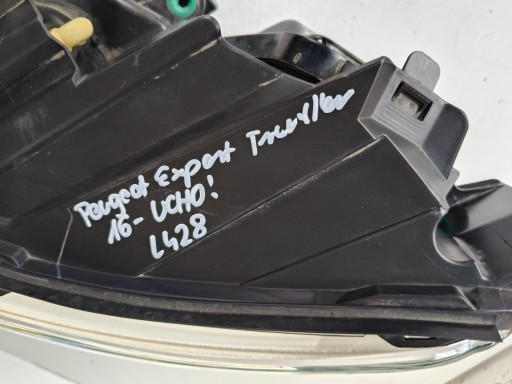 Peugeot Expert Traveller
16- UCHO!
L428